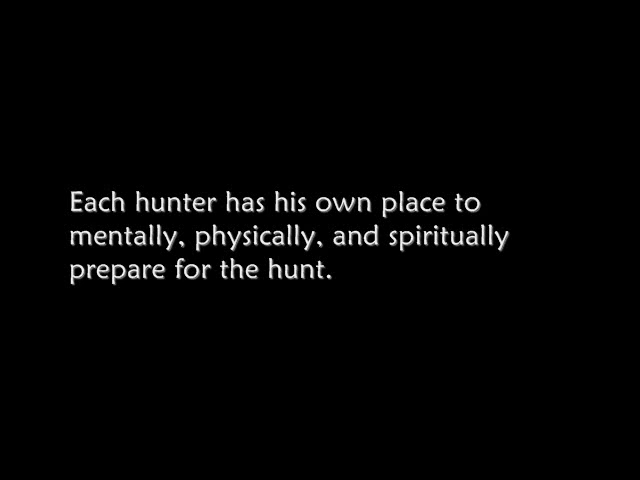 Each hunter has his own place to
mentally, physically, and spiritually
prepare for the hunt.